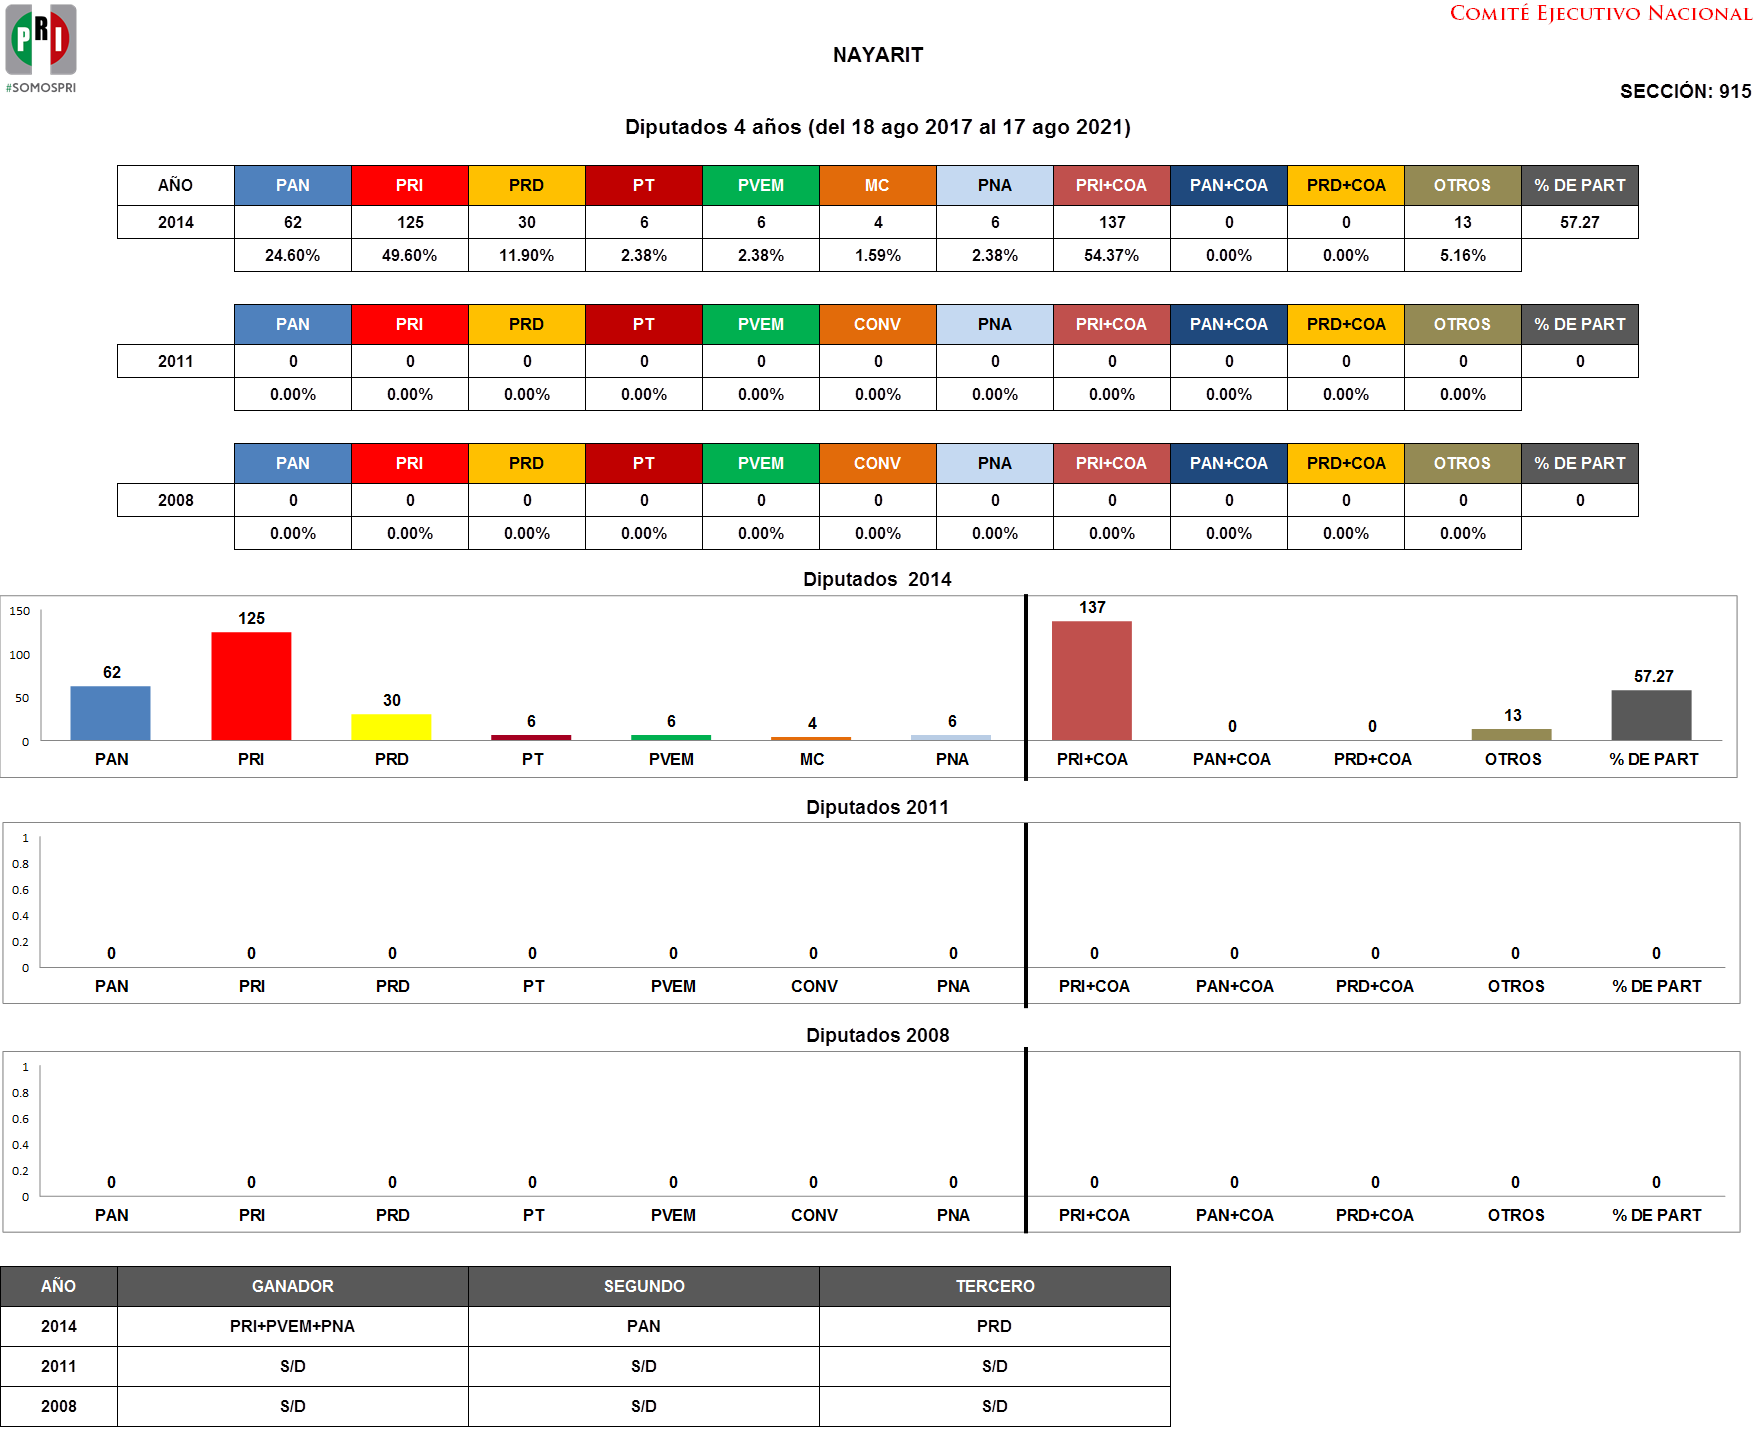 PRI
#SOMOSPRI
COMITÉ EJECUTIVO NACIONAL
NAYARIT
SECCIÓN: 915
Diputados 4 años (del 18 ago 2017 al 17 ago 2021)
AÑO PAN PRI PRD PT PVEM MC PNA PRI+COA PAN+COA PRD+COA OTROS % DE PART
2014 62 125 30 6 6 4 6 137 0 0 13 57.27
24.60% 49.60% 11.90% 2.38% 2.38% 1.59% 2.38% 54.37% 0.00% 0.00% 5.16%
PAN PRI PRD PT PVEM CONV PNA PRI+COA PAN+COA PRD+COA OTROS % DE PART
2011 0 0 0 0 0 0 0 0 0 0 0 0
0.00% 0.00% 0.00% 0.00% 0.00% 0.00% 0.00% 0.00% 0.00% 0.00% 0.00%
PAN PRI PRD PT PVEM CONV PNA PRI+COA PAN+COA PRD+COA OTROS % DE PART
2008 0 0 0 0 0 0 0 0 0 0 0 0
0.00% 0.00% 0.00% 0.00% 0.00% 0.00% 0.00% 0.00% 0.00% 0.00% 0.00%
Diputados 2014
150
100
50
0
62 125 30 6 6 4 6 137 0 0 13 57.27
PAN PRI PRD PT PVEM MC PNA PRI+COA PAN+COA PRD+COA OTROS % DE PART
Diputados 2011
1
0.8
0.6
0.4
0.2
0
0 0 0 0 0 0 0 0 0 0 0 0
PAN PRI PRD PT PVEM CONV PNA PRI+COA PAN+COA PRD+COA OTROS % DE PART
Diputados 2008
1
0.8
0.6
0.4
0.2
0
0 0 0 0 0 0 0 0 0 0 0 0
PAN PRI PRD PT PVEM CONV PNA PRI+COA PAN+COA PRD+COA OTROS % DE PART
AÑO GANADOR SEGUNDO TERCERO
2014 PRI+PVEM+PNA PAN PRD
2011 S/D S/D S/D
2008 S/D S/D S/D